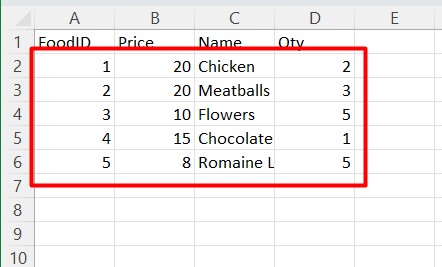 A B C D E
1 FoodID Price Name Qty
2 1 20 Chicken 2
3 2 20 Meatballs 3
4 3 10 Flowers 5
5 4 15 Chocolate 1
6 5 8 Romaine L 5
7
8
9
10